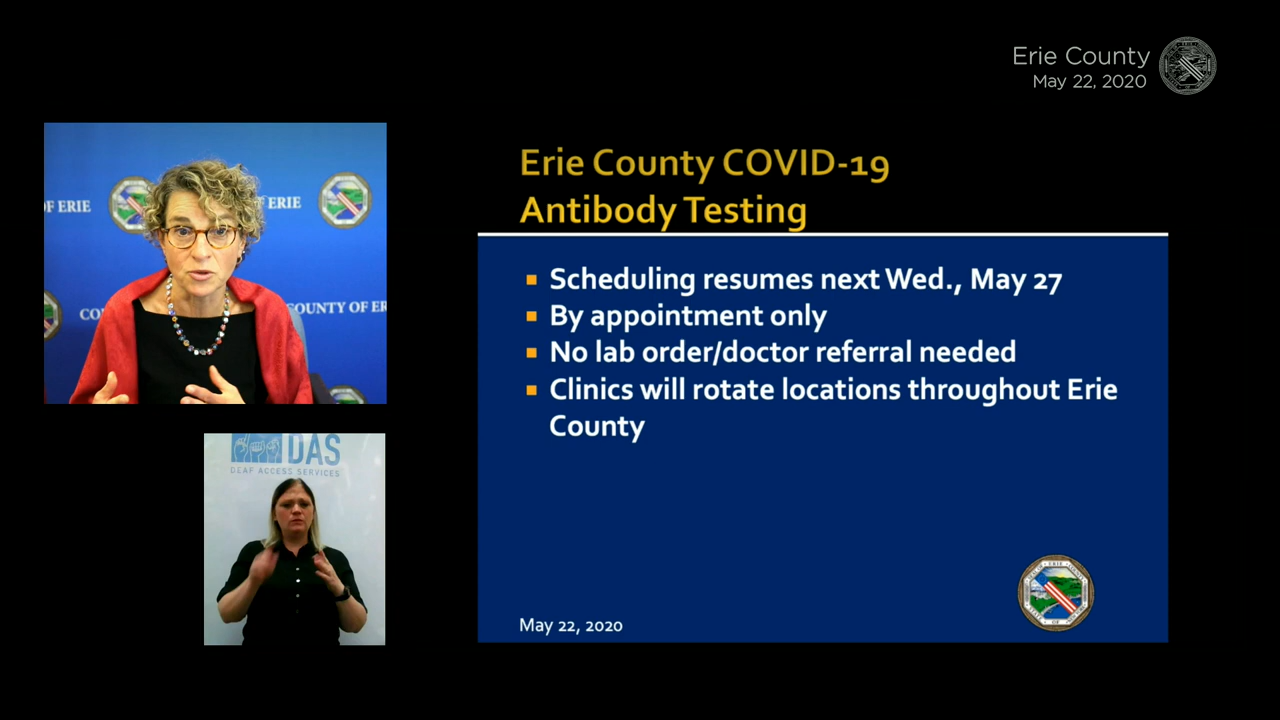 Erie County
May 22, 2020
OF ERIE
OF ERIE
COUNTY OF ER
DAS
DEAF ACCESS SERVICES
Erie County COVID-19
Antibody Testing
Scheduling resumes next Wed., May 27
By appointment only
No lab order/doctor referral needed
Clinics will rotate locations throughout Erie
County
May 22, 2020